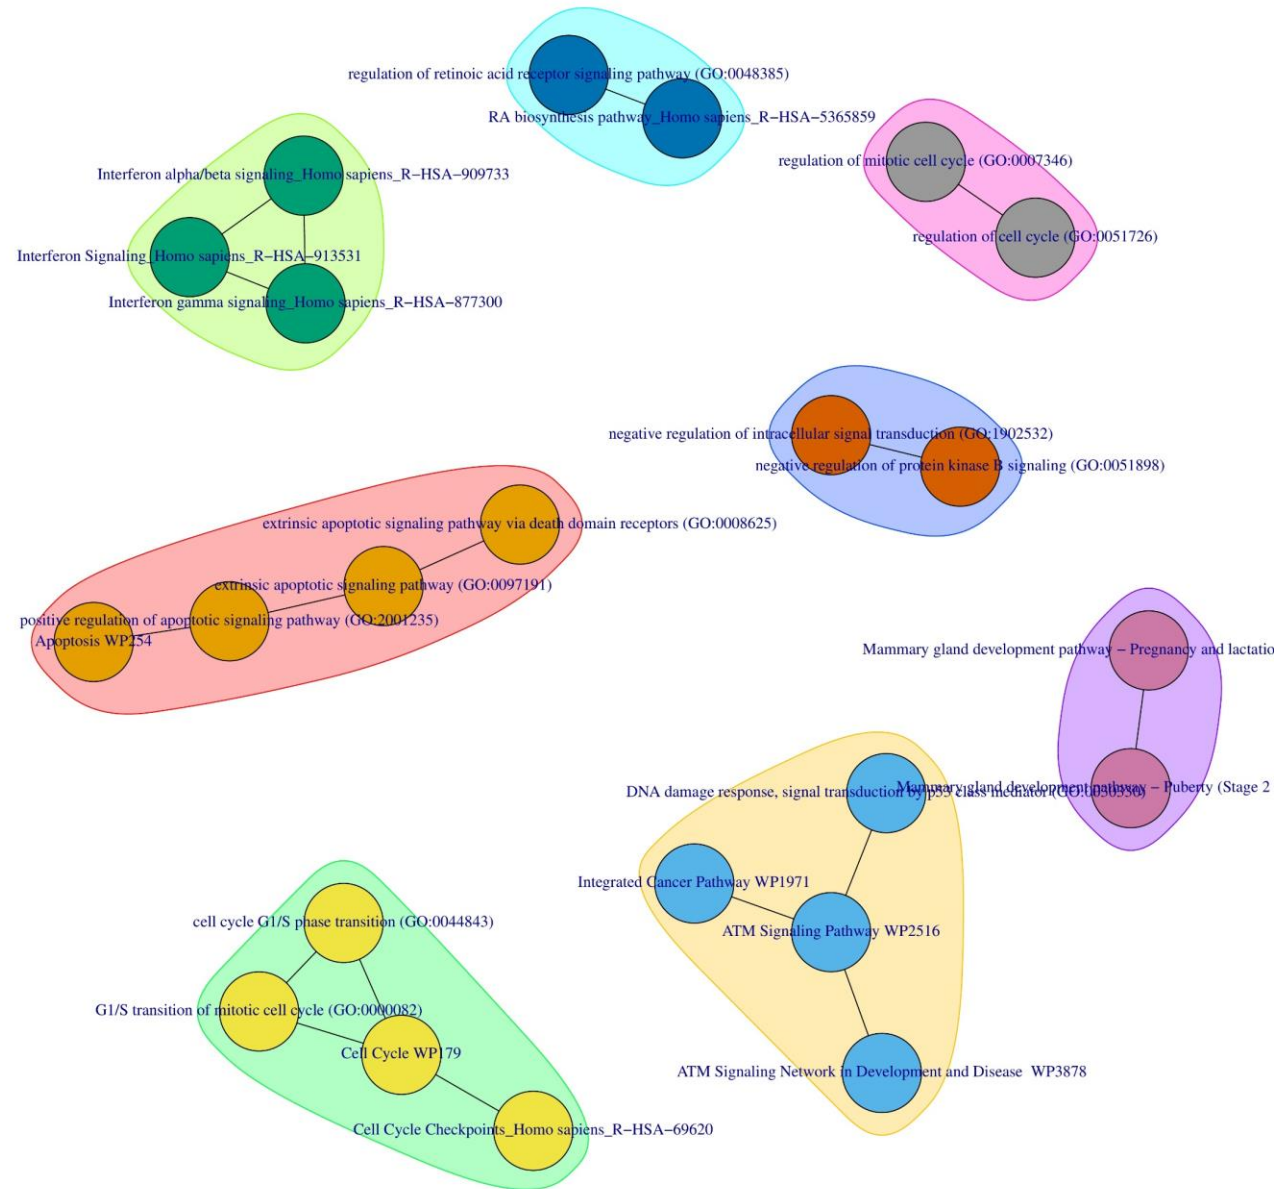 regulation of retinoic acid receptor signaling pathway (GO:0048385)
RA biosynthesis pathway_Homo sapiens_R−HSA−5365859
regulation of mitotic cell cycle (GO:0007346)
Interferon alpha/beta signaling_Homo sapiens_R−HSA−909733
regulation of cell cycle (GO:0051726)
Interferon Signaling_Homo sapiens_R−HSA−913531
Interferon gamma signaling_Homo sapiens_R−HSA−877300
negative regulation of intracellular signal transduction (GO:1902532)
negative regulation of protein kinase B signaling (GO:0051898)
extrinsic apoptotic signaling pathway via death domain receptors (GO:0008625)
extrinsic apoptotic signaling pathway (GO:0097191)
positive regulation of apoptotic signaling pathway (GO:2001235)
Apoptosis WP254
Mammary gland development pathway − Pregnancy and lactatio
Mammary gland development pathway − Puberty (Stage 2
DNA damage response, signal transduction by p53 class mediator
Integrated Cancer Pathway WP1971
cell cycle G1/S phase transition (GO:0044843)
ATM Signaling Pathway WP2516
G1/S transition of mitotic cell cycle (GO:0000082)
Cell Cycle WP179
ATM Signaling Network in Development and Disease WP3878
Cell Cycle Checkpoints_Homo sapiens_R−HSA−69620